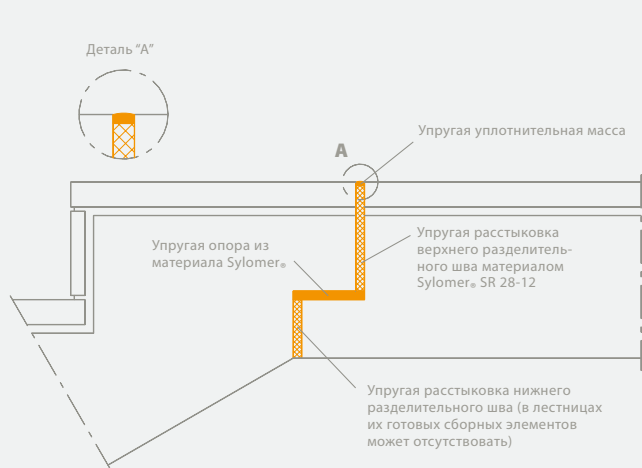 Деталь “А”
Упругая уплотнительная масса
А
Упругая расстыковка
верхнего разделитель-
ного шва материалом
Sylomer® SR 28-12
Упругая опора из
материала Sylomer®
Упругая расстыковка нижнего
разделительного шва (в лестницах
их готовых сборных элементов
может отсутствовать)